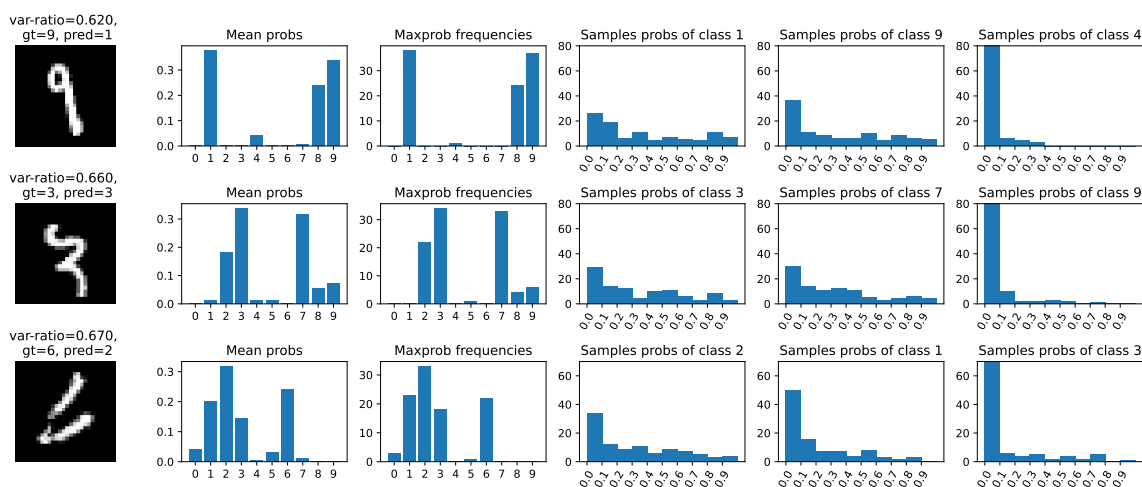 var-ratio=0.620,
gt=9, pred=1
Mean probs
0.3
0.2
0.1
0.0
0 1 2 3 4 5 6 7 8 9
Maxprob frequencies
30
20
10
0
0 1 2 3 4 5 6 7 8 9
Samples probs of class 1
80
60
40
20
0
0.0 0.1 0.2 0.3 0.4 0.5 0.6 0.7 0.8 0.9
Samples probs of class 9
80
60
40
20
0
0.0 0.1 0.2 0.3 0.4 0.5 0.6 0.7 0.8 0.9
Samples probs of class 4
80
60
40
20
0
0.0 0.1 0.2 0.3 0.4 0.5 0.6 0.7 0.8 0.9
var-ratio=0.660,
gt=3, pred=3
Mean probs
0.3
0.2
0.1
0.0
0 1 2 3 4 5 6 7 8 9
Maxprob frequencies
30
20
10
0
0 1 2 3 4 5 6 7 8 9
Samples probs of class 3
80
60
40
20
0
0.0 0.1 0.2 0.3 0.4 0.5 0.6 0.7 0.8 0.9
Samples probs of class 7
80
60
40
20
0
0.0 0.1 0.2 0.3 0.4 0.5 0.6 0.7 0.8 0.9
Samples probs of class 9
80
60
40
20
0
0.0 0.1 0.2 0.3 0.4 0.5 0.6 0.7 0.8 0.9
var-ratio=0.670,
gt=6, pred=2
Mean probs
0.3
0.2
0.1
0.0
0 1 2 3 4 5 6 7 8 9
Maxprob frequencies
30
20
10
0
0 1 2 3 4 5 6 7 8 9
Samples probs of class 2
60
40
20
0
0.0 0.1 0.2 0.3 0.4 0.5 0.6 0.7 0.8 0.9
Samples probs of class 1
60
40
20
0
0.0 0.1 0.2 0.3 0.4 0.5 0.6 0.7 0.8 0.9
Samples probs of class 3
60
40
20
0
0.0 0.1 0.2 0.3 0.4 0.5 0.6 0.7 0.8 0.9